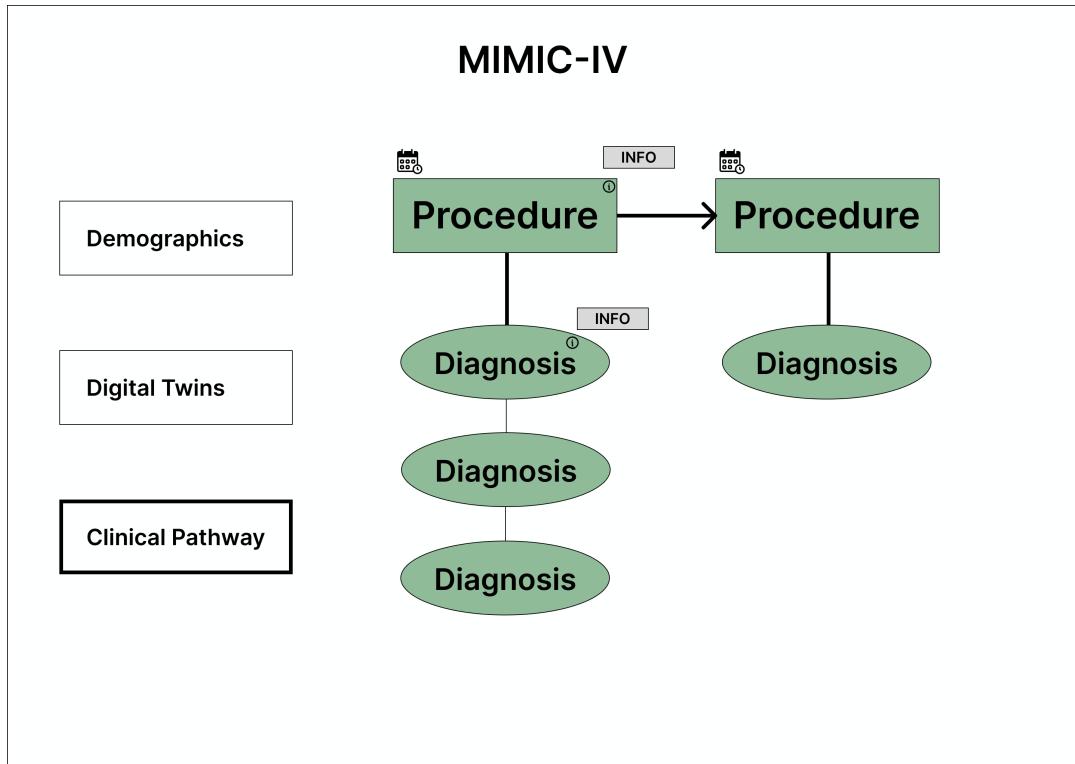 MIMIC-IV
INFO
Procedure
Procedure
Demographics
INFO
Diagnosis
Diagnosis
Digital Twins
Diagnosis
Clinical Pathway
Diagnosis